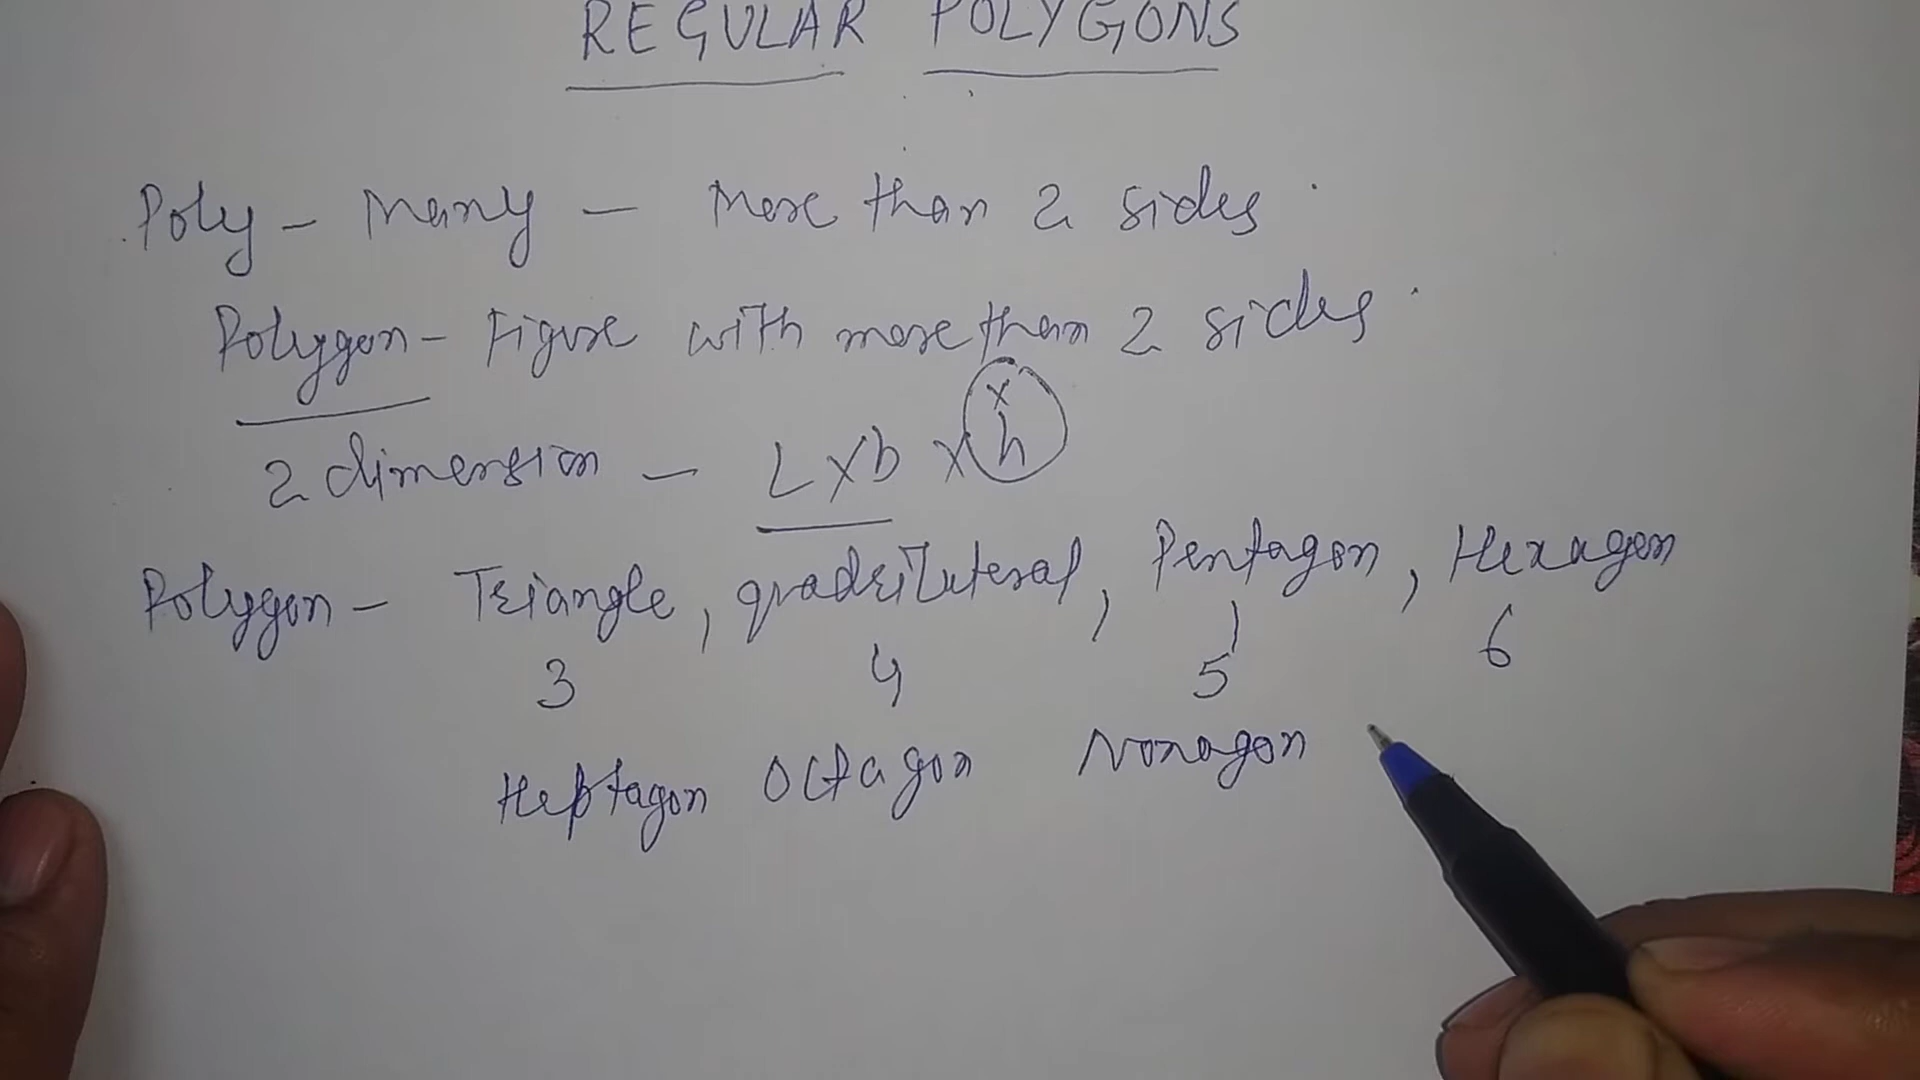 REGULAR POLYGONS
Poly - Many - More than 2 sides.
Polygon - Figure with more than 2 sides.
x
2 dimension - L x b x h
Polygon - Triangle, quadrilateral, Pentagon, Hexagon
3 4 5 6
Heptagon Octagon Nonagon